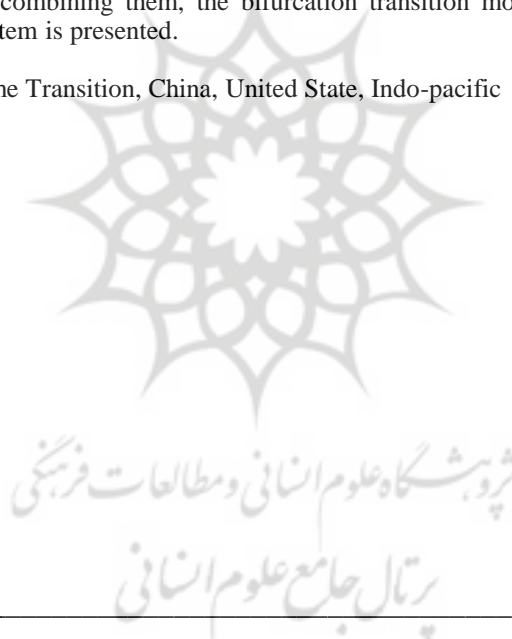 combining them, the bifurcation transition mo
tem is presented.
ne Transition, China, United State, Indo-pacific
پژوهشگاه علوم انسانی و مطالعات فرهنگی
پرتال جامع علوم انسانی